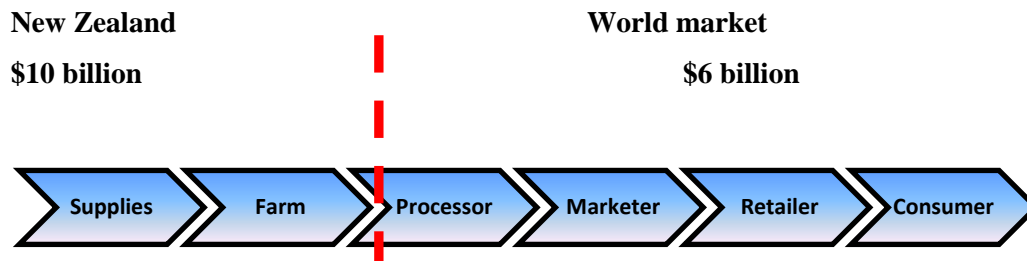 New Zealand World market
$10 billion $6 billion
Supplies Farm Processor Marketer Retailer Consumer